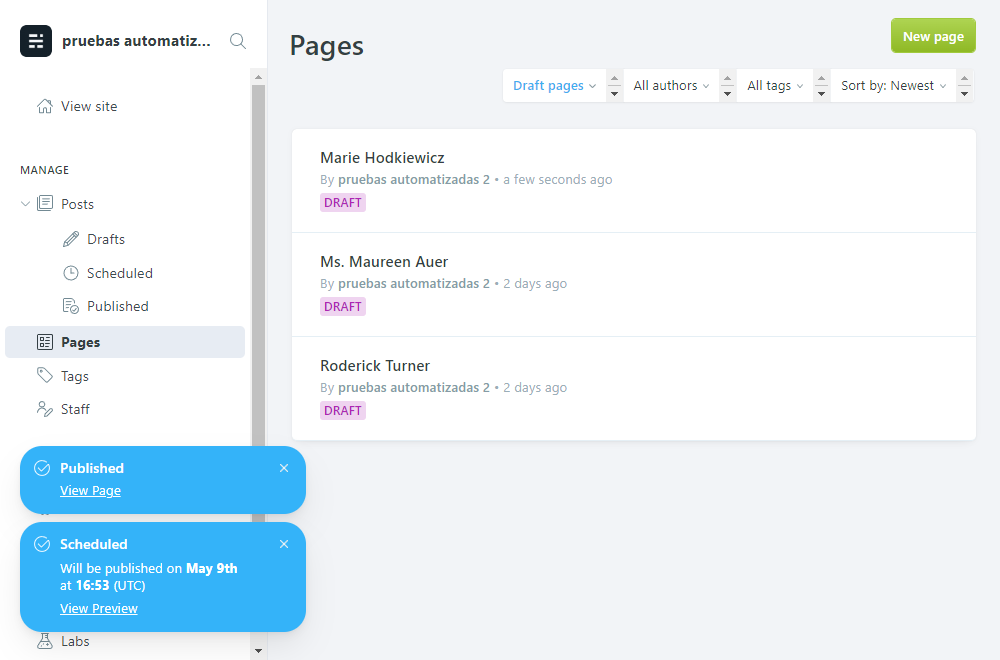 pruebas automatiz...
View site
MANAGE
Posts
Drafts
Scheduled
Published
Pages
Tags
Staff
Published
View Page
Scheduled
Will be published on May 9th
at 16:53 (UTC)
View Preview
Labs
Pages
New page
Draft pages
All authors
All tags
Sort by: Newest
Marie Hodkiewicz
By pruebas automatizadas 2 • a few seconds ago
DRAFT
Ms. Maureen Auer
By pruebas automatizadas 2 • 2 days ago
DRAFT
Roderick Turner
By pruebas automatizadas 2 • 2 days ago
DRAFT